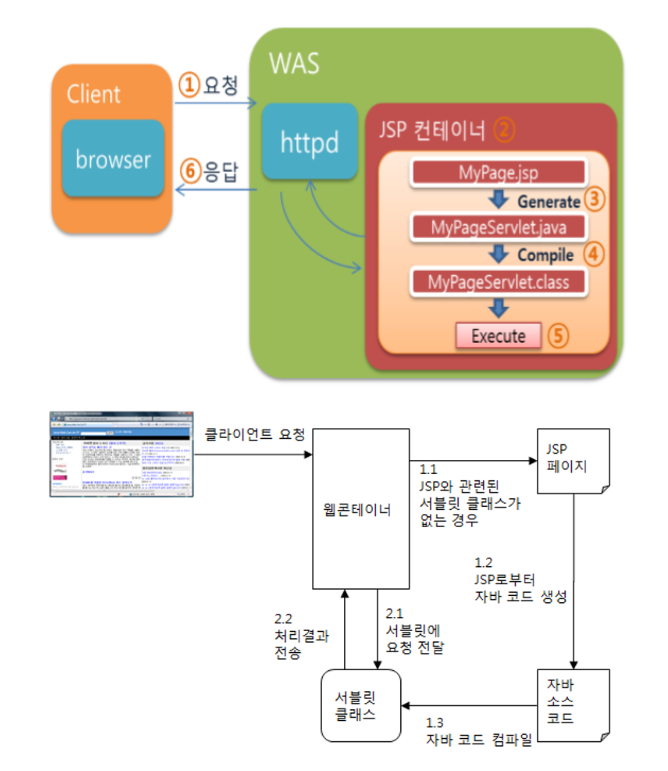 WAS
Client
① 요청
browser
httpd
⑥ 응답
JSP 컨테이너 ②
MyPage.jsp
Generate ③
MyPageServlet.java
Compile ④
MyPageServlet.class
Execute ⑤
클라이언트 요청
웹콘테이너
1.1
JSP와 관련된
서블릿 클래스가
없는 경우
JSP
페이지
1.2
JSP로부터
자바 코드 생성
2.2
처리결과
전송
2.1
서블릿에
요청 전달
서블릿
클래스
1.3
자바 코드 컴파일
자바
소스
코드